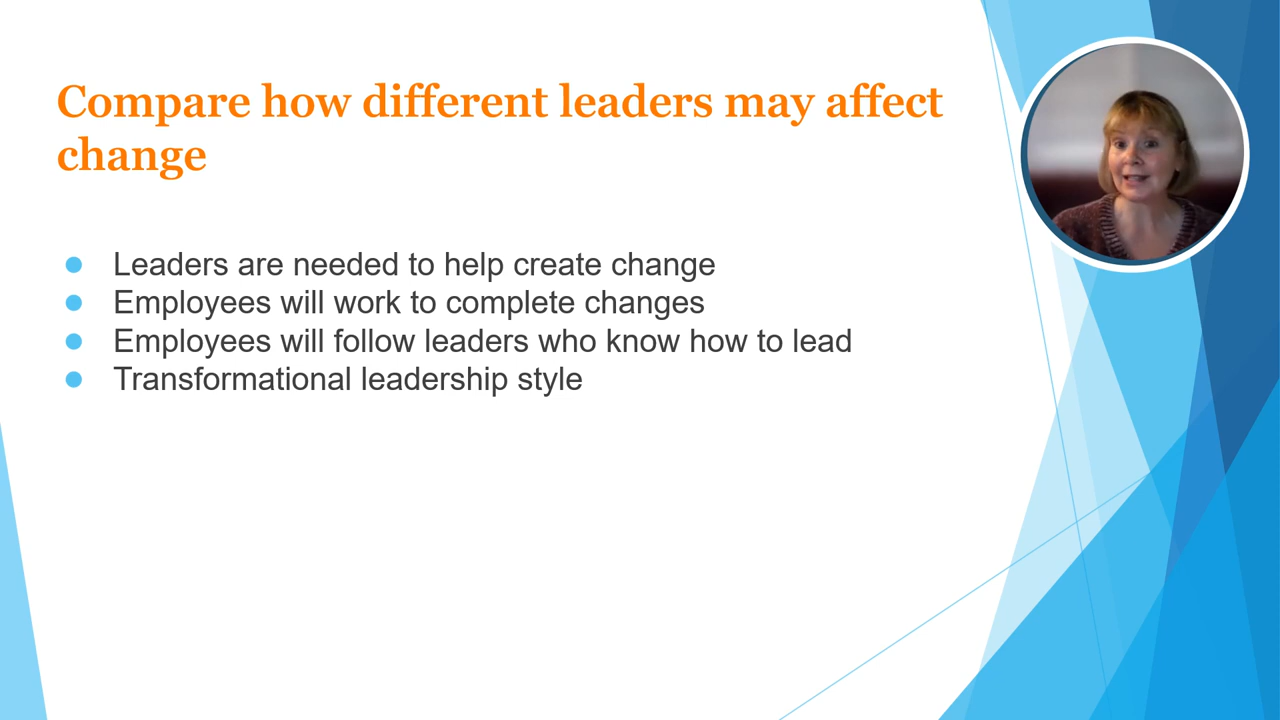 Compare how different leaders may affect
change
Leaders are needed to help create change
Employees will work to complete changes
Employees will follow leaders who know how to lead
Transformational leadership style